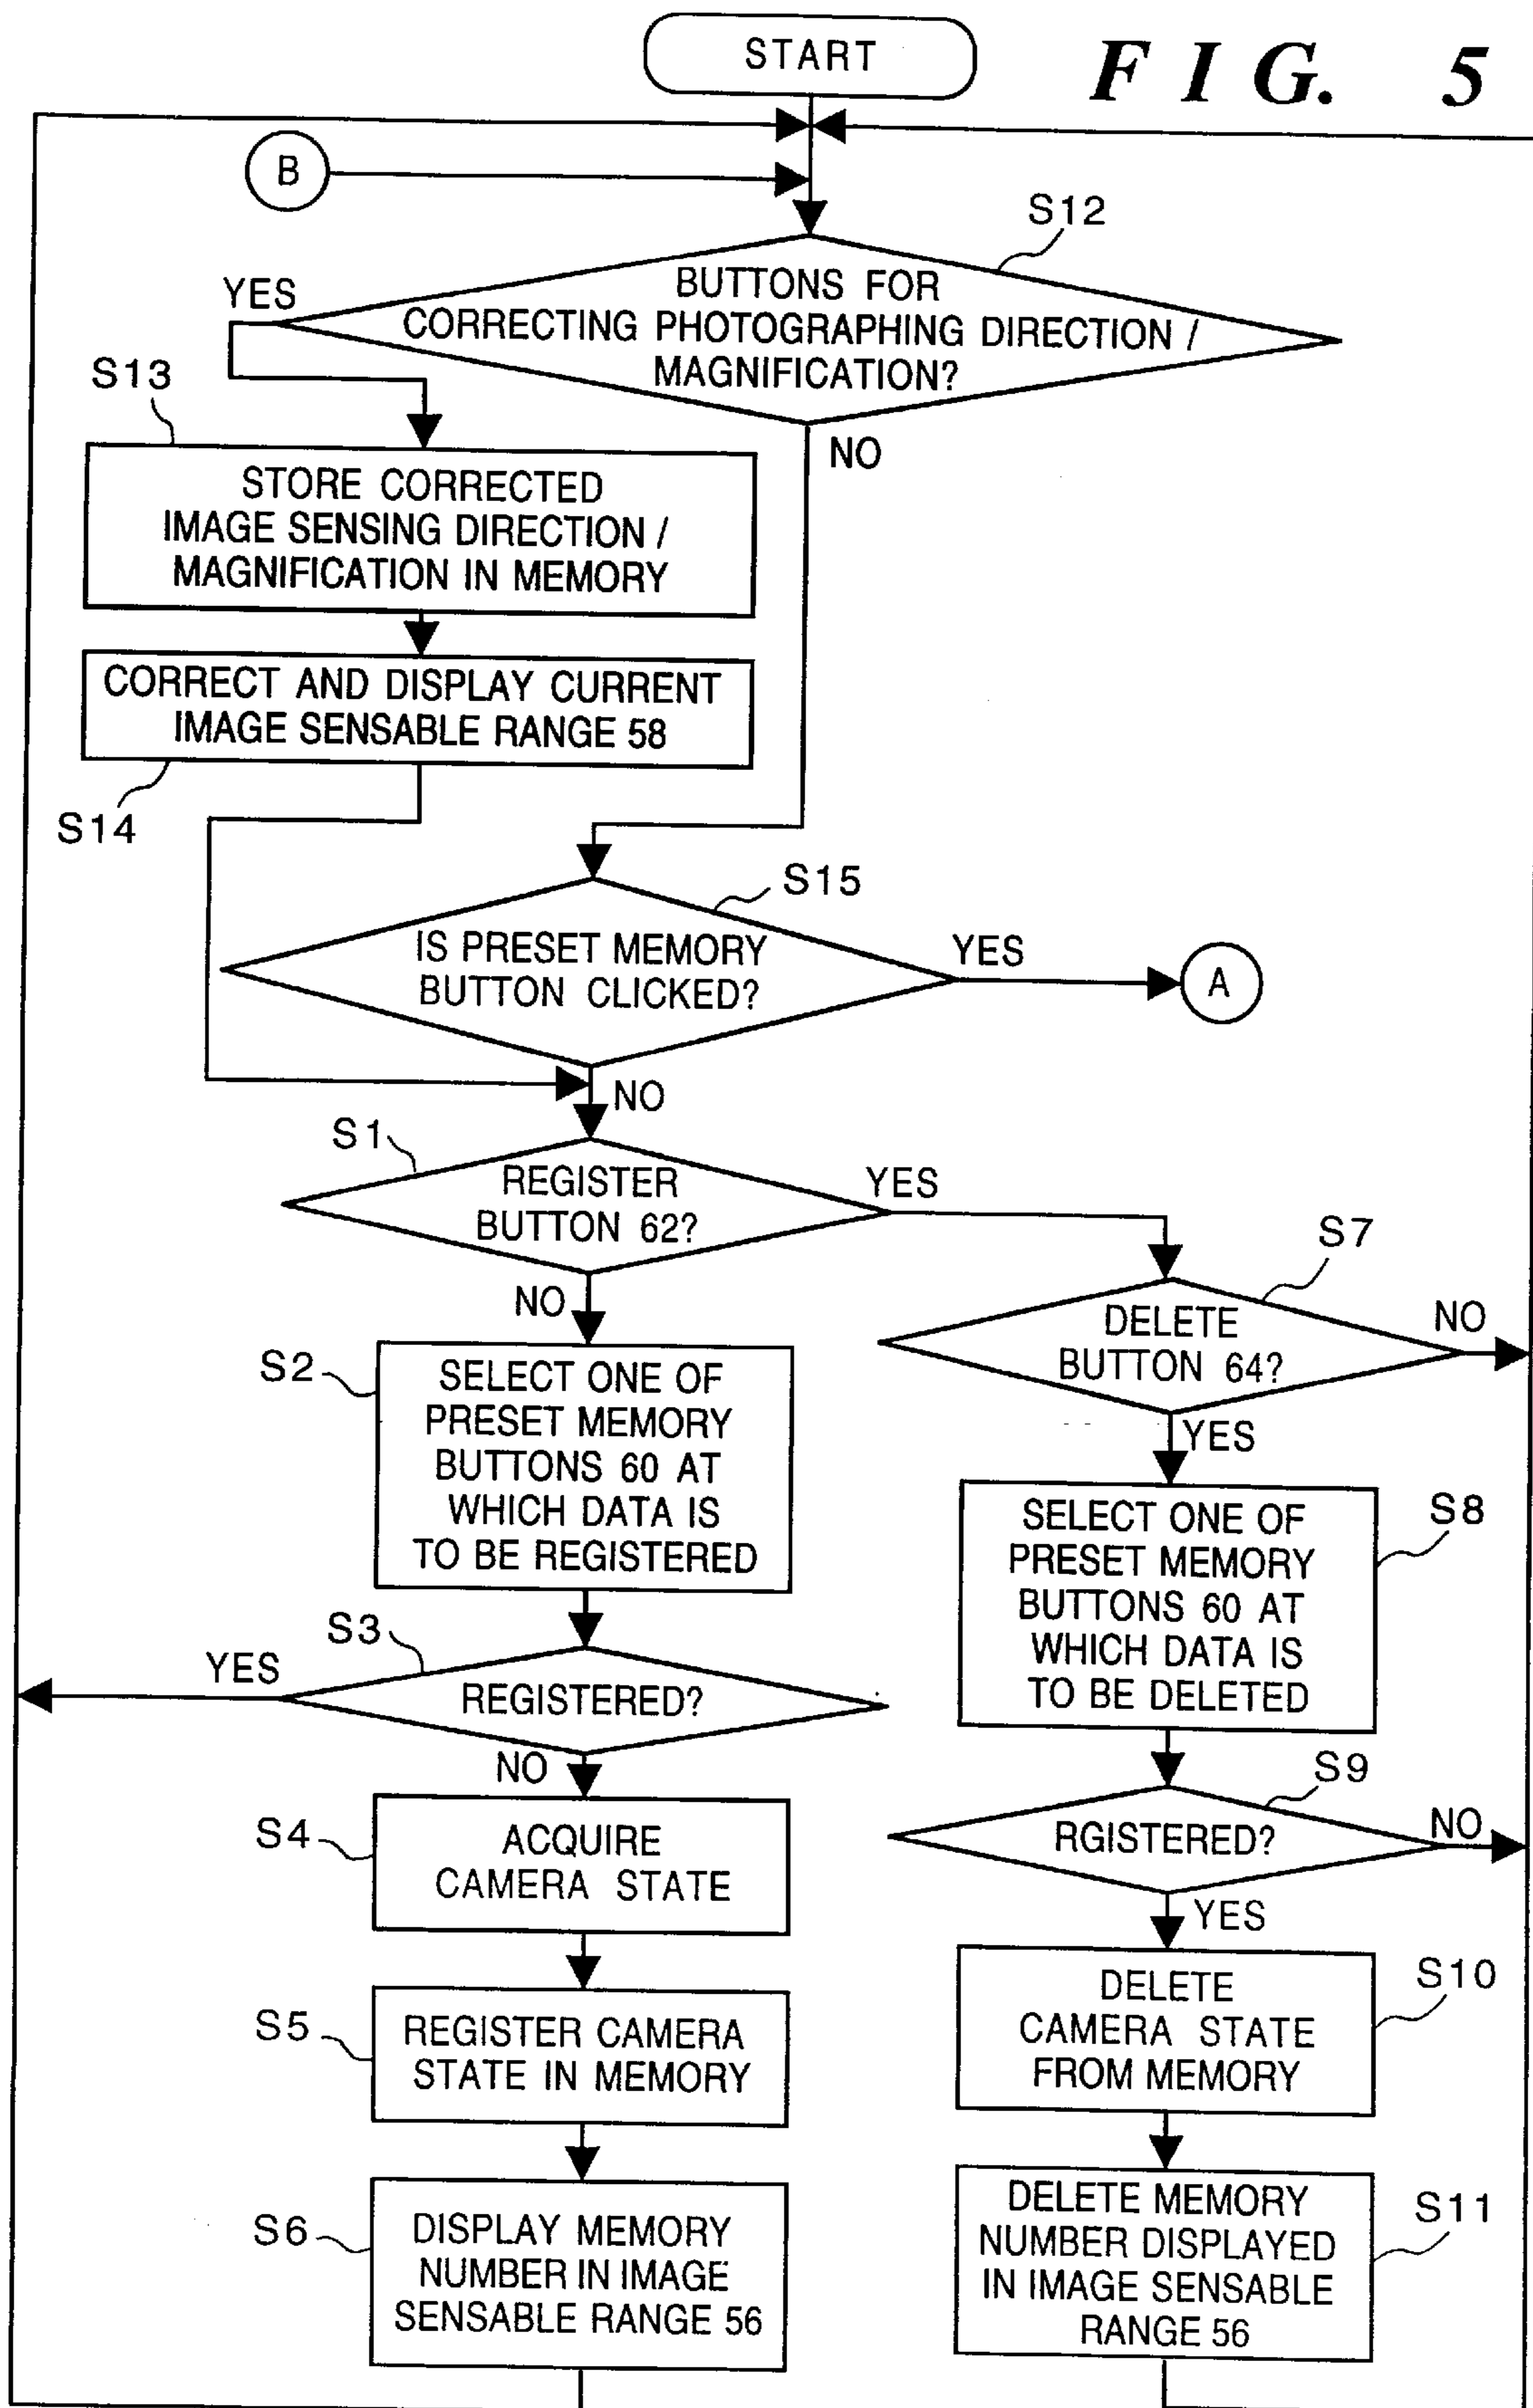 START
FIG. 5
B
S12
BUTTONS FOR
CORRECTING PHOTOGRAPHING DIRECTION /
MAGNIFICATION?
YES
NO
S13
STORE CORRECTED
IMAGE SENSING DIRECTION /
MAGNIFICATION IN MEMORY
CORRECT AND DISPLAY CURRENT
IMAGE SENSABLE RANGE 58
S14
S15
IS PRESET MEMORY
BUTTON CLICKED?
YES
A
NO
S1
REGISTER
BUTTON 62?
YES
NO
S7
DELETE
BUTTON 64?
NO
YES
S2
SELECT ONE OF
PRESET MEMORY
BUTTONS 60 AT
WHICH DATA IS
TO BE REGISTERED
S8
SELECT ONE OF
PRESET MEMORY
BUTTONS 60 AT
WHICH DATA IS
TO BE DELETED
S3
YES
REGISTERED?
NO
S9
RGISTERED?
NO
YES
S4
ACQUIRE
CAMERA STATE
S10
DELETE
CAMERA STATE
FROM MEMORY
S5
REGISTER CAMERA
STATE IN MEMORY
S6
DISPLAY MEMORY
NUMBER IN IMAGE
SENSABLE RANGE 56
S11
DELETE MEMORY
NUMBER DISPLAYED
IN IMAGE SENSABLE
RANGE 56